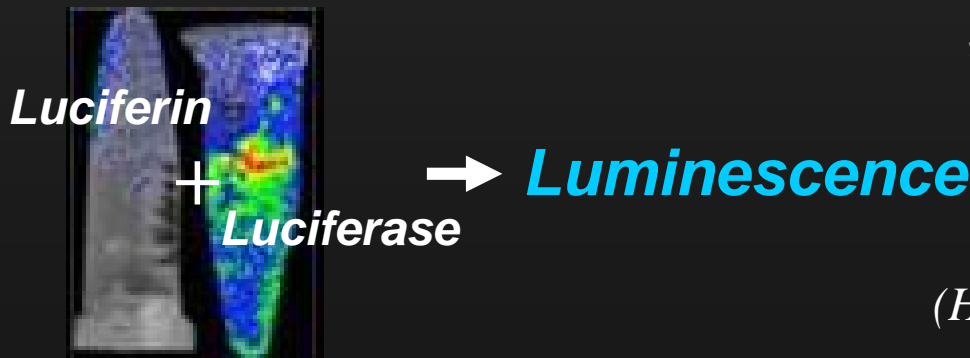 Luciferin
+
Luciferase
→ Luminescence
(H